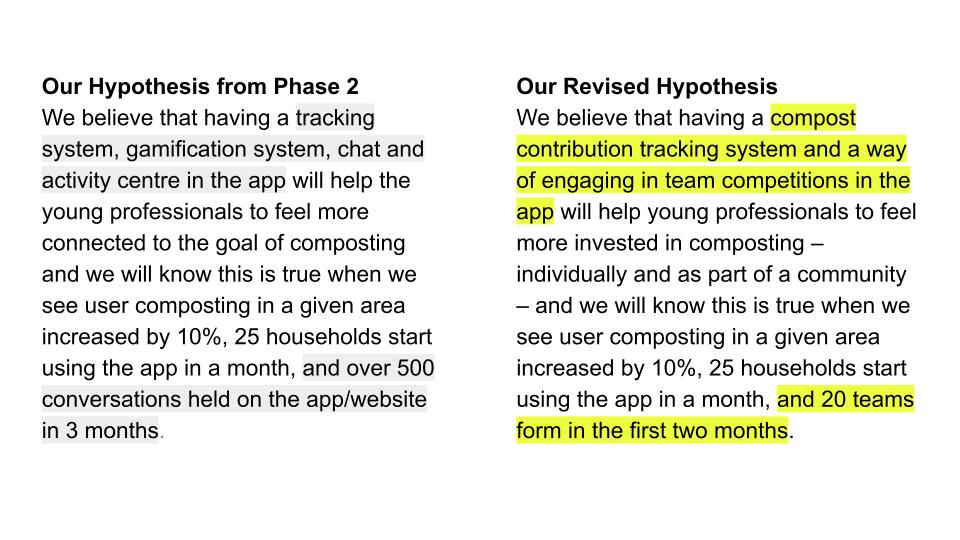 Our Hypothesis from Phase 2
We believe that having a tracking
system, gamification system, chat and
activity centre in the app will help the
young professionals to feel more
connected to the goal of composting
and we will know this is true when we
see user composting in a given area
increased by 10%, 25 households start
using the app in a month, and over 500
conversations held on the app/website
in 3 months.
Our Revised Hypothesis
We believe that having a compost
contribution tracking system and a way
of engaging in team competitions in the
app will help young professionals to feel
more invested in composting –
individually and as part of a community
– and we will know this is true when we
see user composting in a given area
increased by 10%, 25 households start
using the app in a month, and 20 teams
form in the first two months.